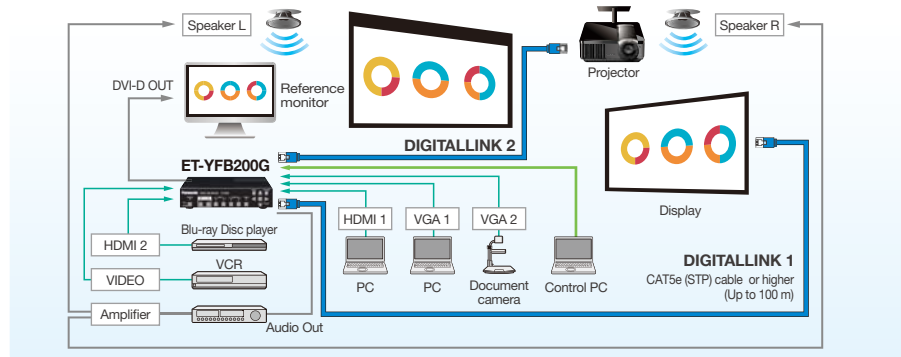 Speaker L
Speaker R
Projector
DVI-D OUT
Reference
monitor
DIGITALLINK 2
ET-YFB200G
Display
HDMI 1
VGA 1
VGA 2
Blu-ray Disc player
HDMI 2
VCR
VIDEO
PC
PC
Document
camera
Control PC
DIGITALLINK 1
CAT5e (STP) cable or higher
(Up to 100 m)
Amplifier
Audio Out